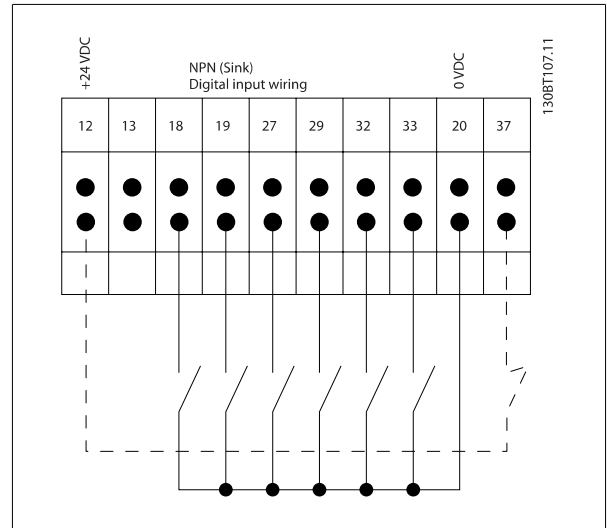 +24 VDC
NPN (Sink)
Digital input wiring
0 VDC
130BT107.11
12 13 18 19 27 29 32 33 20 37